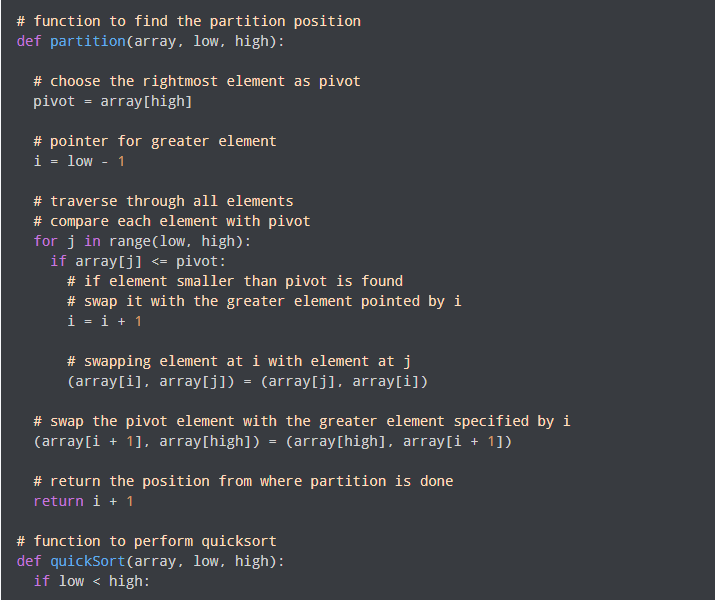 # function to find the partition position
def partition(array, low, high):
# choose the rightmost element as pivot
pivot = array[high]
# pointer for greater element
i = low - 1
# traverse through all elements
# compare each element with pivot
for j in range(low, high):
if array[j] <= pivot:
# if element smaller than pivot is found
# swap it with the greater element pointed by i
i = i + 1
# swapping element at i with element at j
(array[i], array[j]) = (array[j], array[i])
# swap the pivot element with the greater element specified by i
(array[i + 1], array[high]) = (array[high], array[i + 1])
# return the position from where partition is done
return i + 1
# function to perform quicksort
def quickSort(array, low, high):
if low < high: